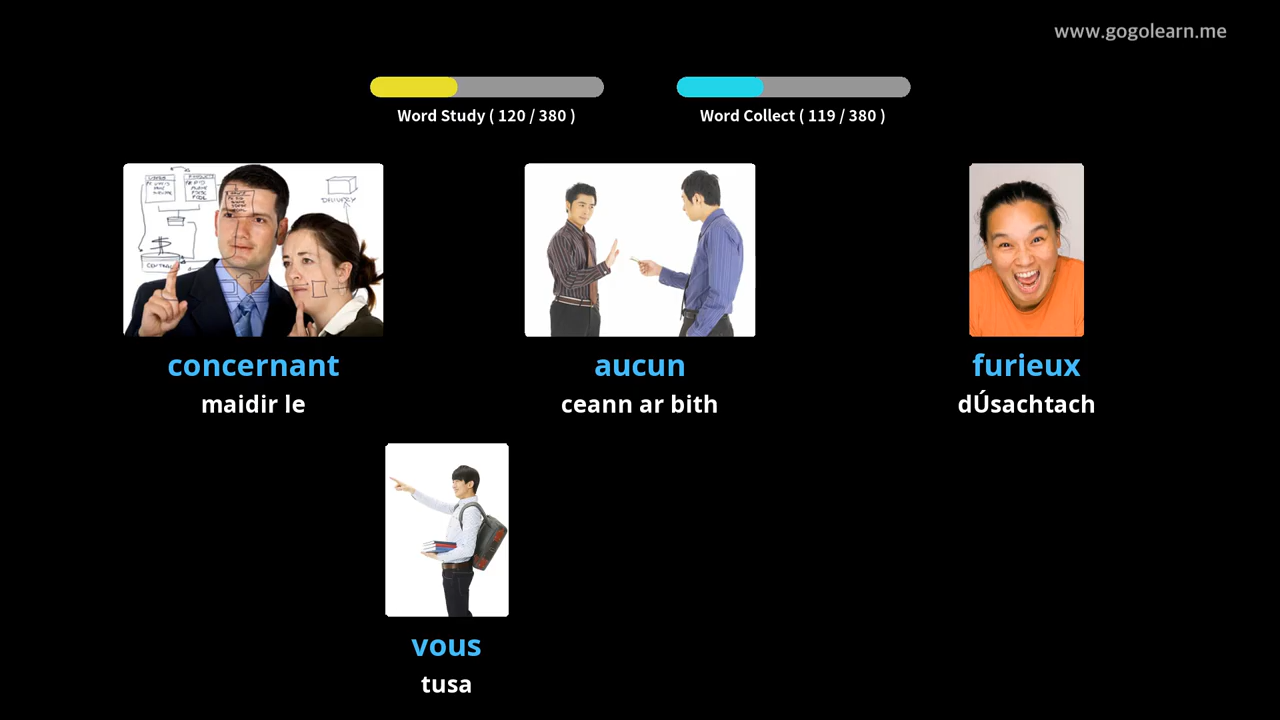 www.gogolearn.me
Word Study ( 120 / 380 )
Word Collect ( 119 / 380 )
DELIVERY
concernant
maidir le
aucun
ceann ar bith
furieux
dÚsachtach
vous
tusa